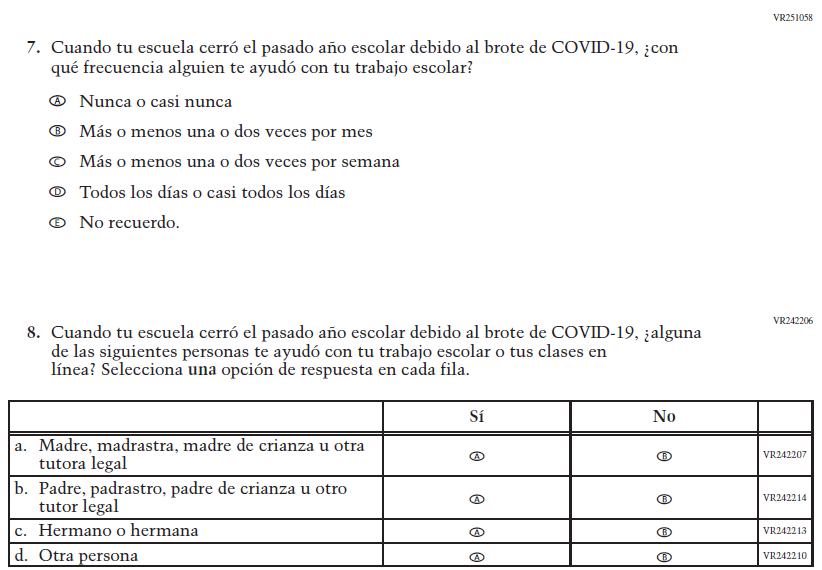 VR251058
7. Cuando tu escuela cerró el pasado año escolar debido al brote de COVID-19, ¿con
qué frecuencia alguien te ayudó con tu trabajo escolar?
A Nunca o casi nunca
B Más o menos una o dos veces por mes
C Más o menos una o dos veces por semana
D Todos los días o casi todos los días
E No recuerdo.
VR242206
8. Cuando tu escuela cerró el pasado año escolar debido al brote de COVID-19, ¿alguna
de las siguientes personas te ayudó con tu trabajo escolar o tus clases en
línea? Selecciona una opción de respuesta en cada fila.
Sí No
a. Madre, madrastra, madre de crianza u otra
tutora legal A B VR242207
b. Padre, padrastro, padre de crianza u otro
tutor legal A B VR242214
c. Hermano o hermana A B VR242213
d. Otra persona A B VR242210